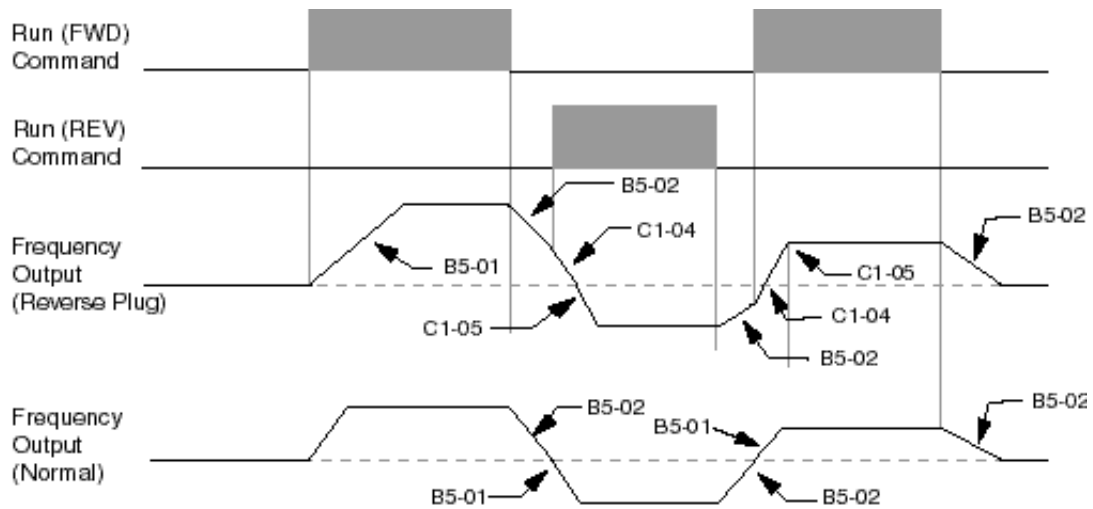 Run (FWD)
Command
Run (REV)
Command
B5-02
C1-04
B5-02
Frequency
Output
(Reverse Plug)
B5-01
C1-05
C1-05
C1-04
B5-02
Frequency
Output
(Normal)
B5-02
B5-01
B5-02
B5-01
B5-02